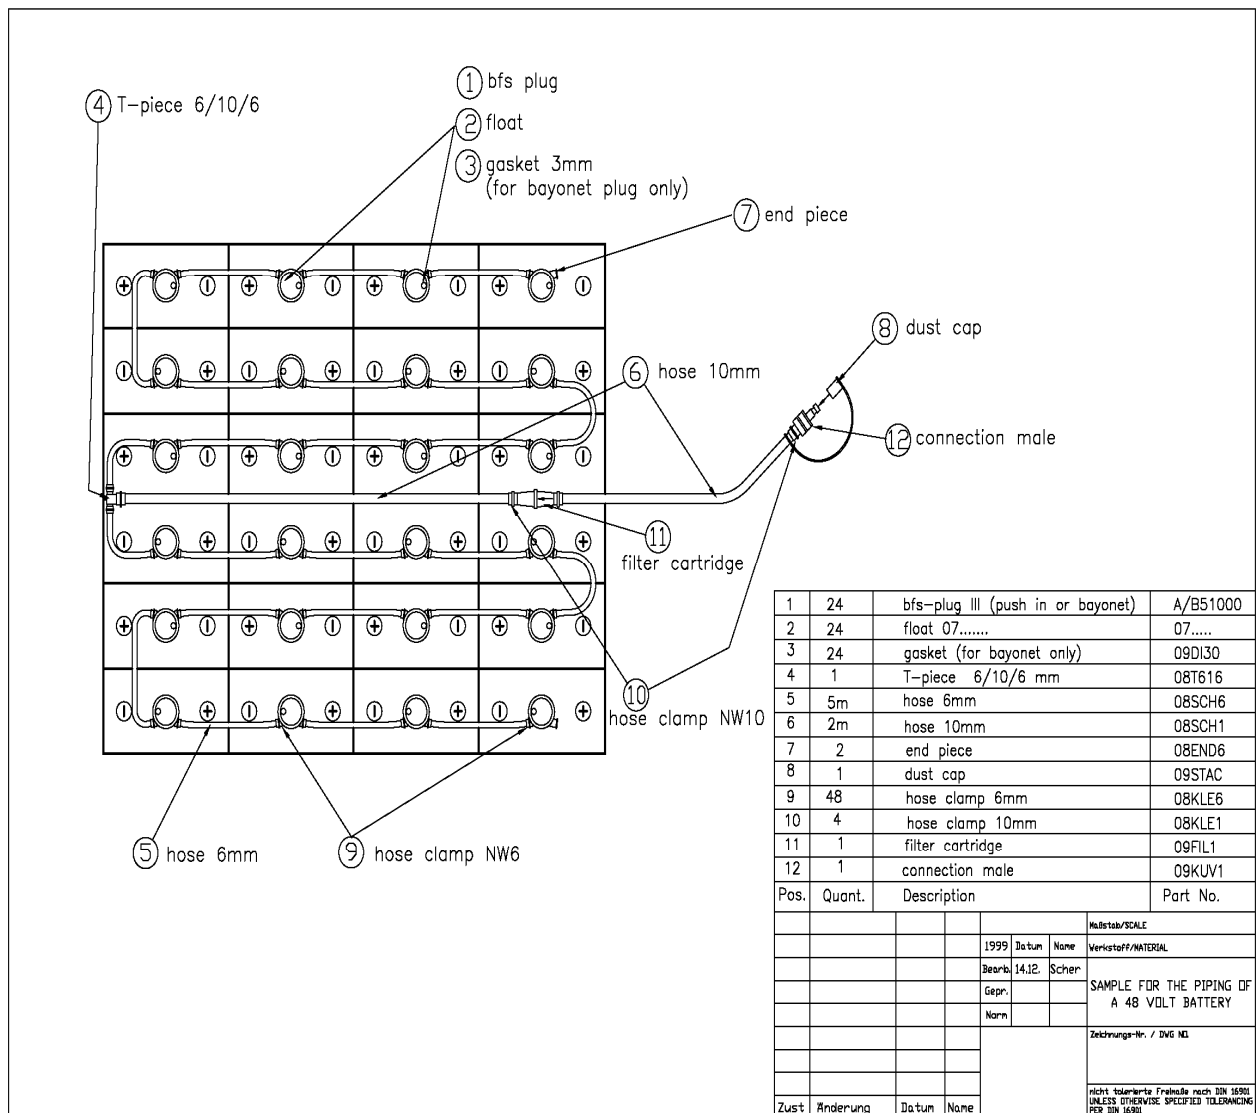 1 bfs plug
4 T-piece 6/10/6
2 float
3 gasket 3mm
(for bayonet plug only)
7 end piece
8 dust cap
6 hose 10mm
12 connection male
11
filter cartridge
10
hose clamp NW10
5 hose 6mm
9 hose clamp NW6
1 24 bfs-plug III (push in or bayonet) A/B51000
2 24 float 07....... 07.....
3 24 gasket (for bayonet only) 09DI30
4 1 T-piece 6/10/6 mm 08T616
5 5m hose 6mm 08SCH6
6 2m hose 10mm 08SCH1
7 2 end piece 08END6
8 1 dust cap 09STAC
9 48 hose clamp 6mm 08KLE6
10 4 hose clamp 10mm 08KLE1
11 1 filter cartridge 09FIL1
12 1 connection male 09KUV1
Pos. Quant. Description Part No.
Maßstab/SCALE
1999 Datum Name Werkstoff/MATERIAL
Bearb. 14.12. Scher
Gepr.
Norm
SAMPLE FOR THE PIPING OF
A 48 VOLT BATTERY
Zeichnungs-Nr. / DWG NO.
nicht tolerierte Freimaße nach DIN 16901
UNLESS OTHERWISE SPECIFIED TOLERANCING
PER DIN 16901
Zust Änderung Datum Name